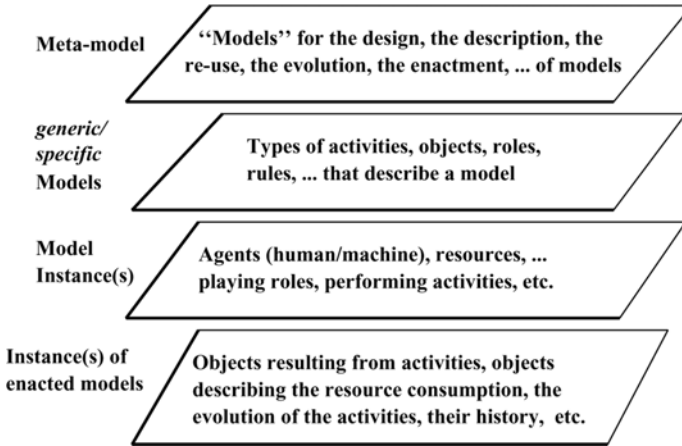 Meta-model
‘‘Models’’ for the design, the description, the
re-use, the evolution, the enactment, ... of models
generic/
specific
Models
Types of activities, objects, roles,
rules, ... that describe a model
Model
Instance(s)
Agents (human/machine), resources, ...
playing roles, performing activities, etc.
Instance(s) of
enacted models
Objects resulting from activities, objects
describing the resource consumption, the
evolution of the activities, their history, etc.